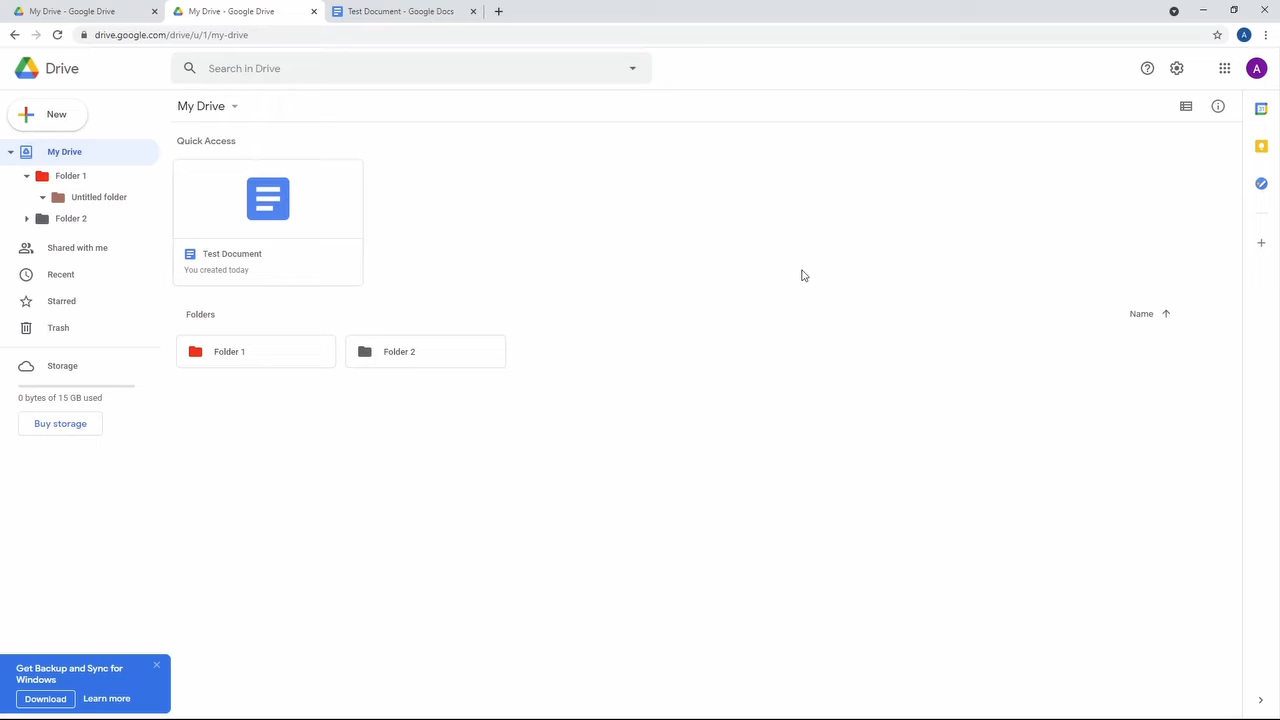 My Drive - Google Drive
My Drive - Google Drive
Test Document - Google Docs
drive.google.com/drive/u/1/my-drive
A
Drive
Search in Drive
A
New
My Drive
Quick Access
My Drive
Folder 1
Untitled folder
Folder 2
Shared with me
Recent
Starred
Trash
Storage
0 bytes of 15 GB used
Buy storage
Test Document
You created today
Folders
Name
Folder 1
Folder 2
31
Get Backup and Sync for
Windows
Download
Learn more